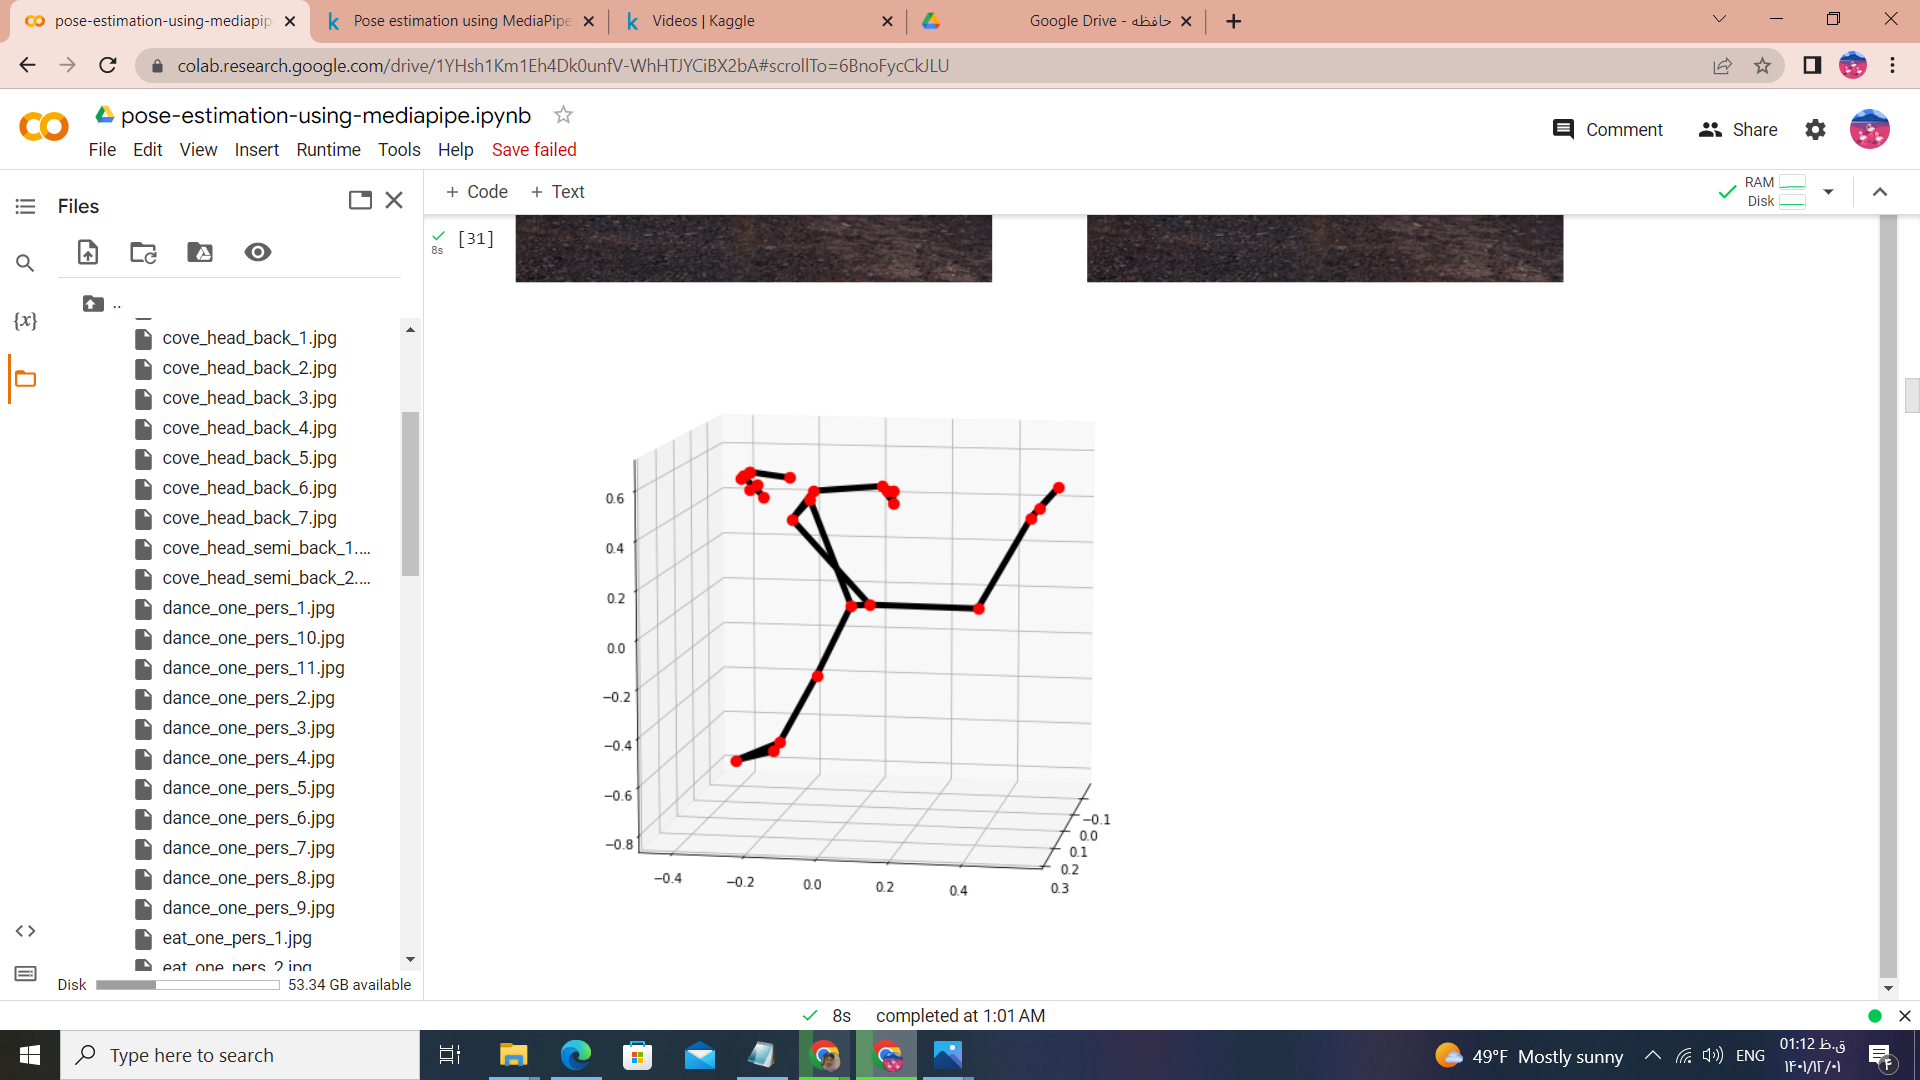 pose-estimation-using-mediapip
Pose estimation using MediaPipe
Videos | Kaggle
حافظه - Google Drive
colab.research.google.com/drive/1YHsh1Km1Eh4Dk0unfV-WhHTJYCiBX2bA#scrollTo=6BnoFycCkJLU
pose-estimation-using-mediapipe.ipynb
File Edit View Insert Runtime Tools Help Save failed
Comment Share
Files
+ Code + Text
RAM
Disk
[31]
8s
{x}
..
cove_head_back_1.jpg
cove_head_back_2.jpg
cove_head_back_3.jpg
cove_head_back_4.jpg
cove_head_back_5.jpg
cove_head_back_6.jpg
cove_head_back_7.jpg
cove_head_semi_back_1....
cove_head_semi_back_2....
dance_one_pers_1.jpg
dance_one_pers_10.jpg
dance_one_pers_11.jpg
dance_one_pers_2.jpg
dance_one_pers_3.jpg
dance_one_pers_4.jpg
dance_one_pers_5.jpg
dance_one_pers_6.jpg
dance_one_pers_7.jpg
dance_one_pers_8.jpg
dance_one_pers_9.jpg
eat_one_pers_1.jpg
eat_one_pers_2.jpg
Disk 53.34 GB available
0.6
0.4
0.2
0.0
−0.2
−0.4
−0.6
−0.8
−0.4 −0.2 0.0 0.2 0.4
−0.1
0.0
0.1
0.2
0.3
8s completed at 1:01 AM
Type here to search
49°F Mostly sunny
ENG
01:12 ق.ظ
۱۴۰۱/۱۲/۰۱
۴